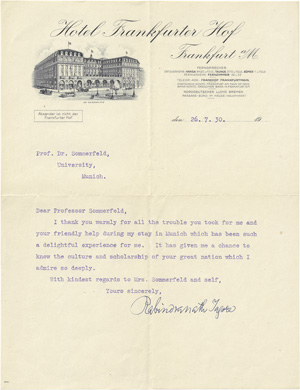 Hotel Frankfurter Hof
Frankfurt a/M
den 26.7.30. 19
Prof. Dr. Sommerfeld,
University,
Munich.
Dear Professor Sommerfeld,
I thank you warmly for all the trouble you took for me and
your friendly help during my stay in Munich which has been such
a delightful experience for me. It has given me a chance to
know the culture and scholarship of your great nation which I
admire so deeply.
With kindest regards to Mrs. Sommerfeld and self,
Yours sincerely,
Rabindranath Tagore